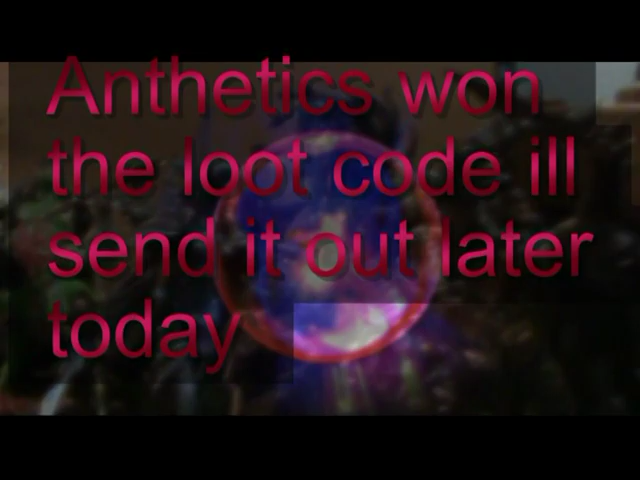 Anthetics won
the loot code ill
send it out later
today